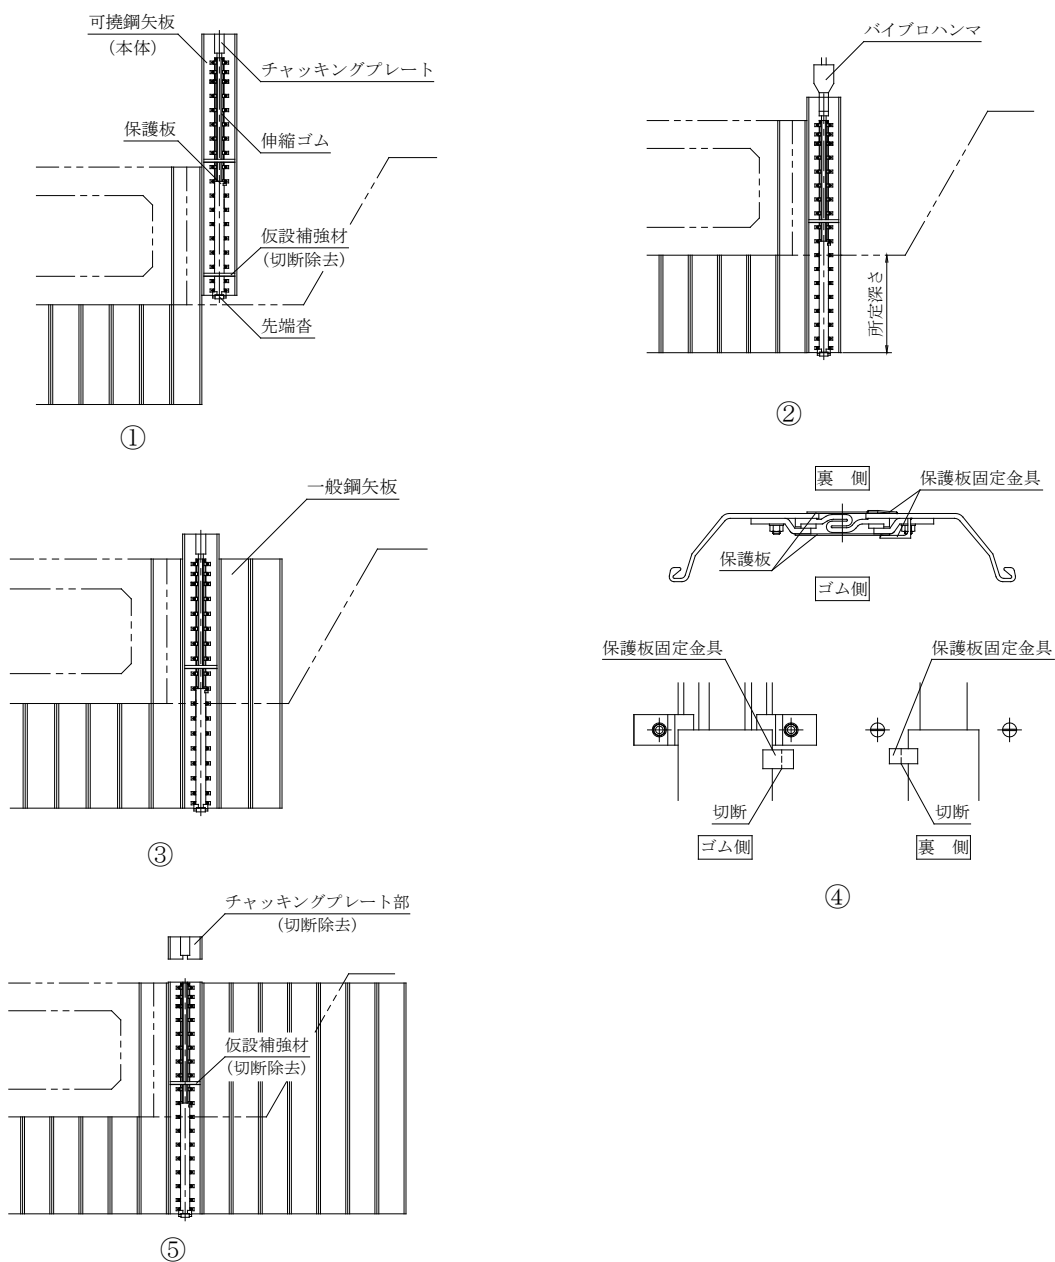 可撓鋼矢板
(本体)
チャッキングプレート
保護板
伸縮ゴム
仮設補強材
(切断除去)
先端沓
①
バイブロハンマ
所定深さ
②
一般鋼矢板
③
裏 側
保護板固定金具
保護板
ゴム側
保護板固定金具
保護板固定金具
切断
切断
ゴム側
裏 側
④
チャッキングプレート部
(切断除去)
仮設補強材
(切断除去)
⑤